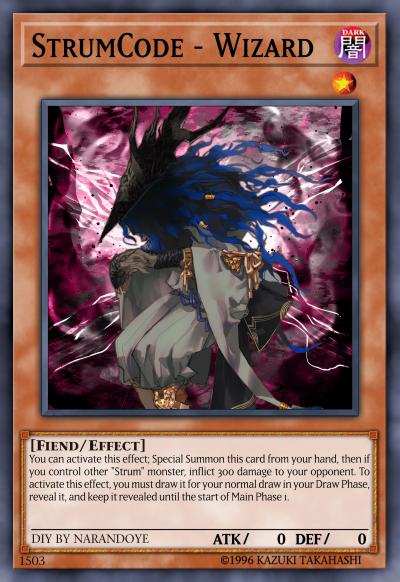 StrumCode - Wizard
DARK
闇
[Fiend/Effect]
You can activate this effect; Special Summon this card from your hand, then if
you control other "Strum" monster, inflict 300 damage to your opponent. To
activate this effect, you must draw it for your normal draw in your Draw Phase,
reveal it, and keep it revealed until the start of Main Phase 1.
DIY BY NARANDOYE ATK / 0 DEF / 0
1503 ©1996 KAZUKI TAKAHASHI